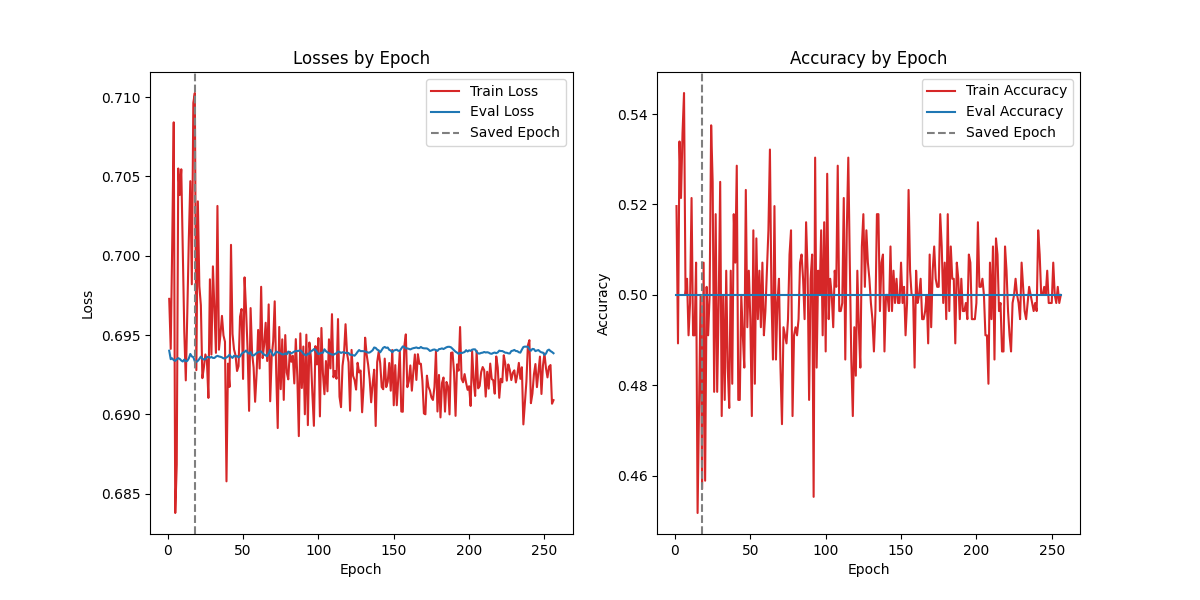 Losses by Epoch
0.710
0.705
0.700
0.695
0.690
0.685
Loss
0
50
100
150
200
250
Epoch
Train Loss
Eval Loss
Saved Epoch
Accuracy by Epoch
0.54
0.52
0.50
0.48
0.46
Accuracy
0
50
100
150
200
250
Epoch
Train Accuracy
Eval Accuracy
Saved Epoch